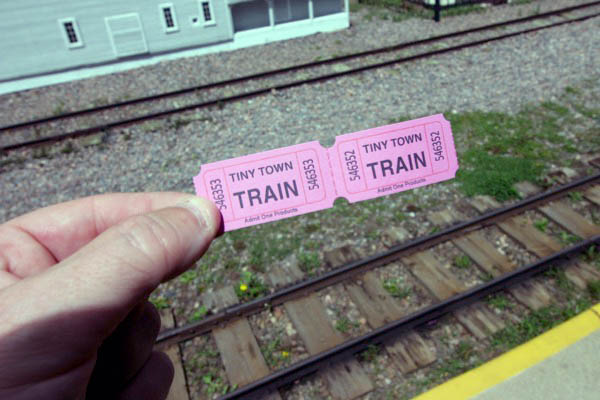 546353
TINY TOWN
TRAIN
546353
Admit One Products
546352
TINY TOWN
TRAIN
546352
Admit One Products